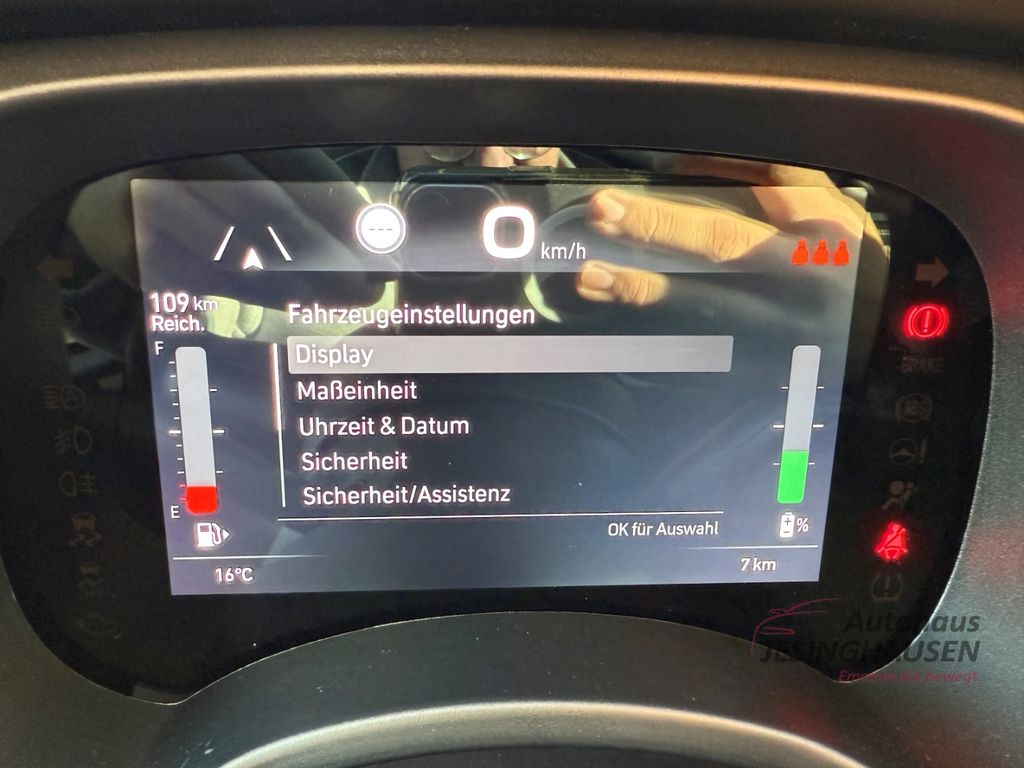 ---
0 km/h
109 km
Reich.
F
E
Fahrzeugeinstellungen
Display
Maßeinheit
Uhrzeit & Datum
Sicherheit
Sicherheit/Assistenz
OK für Auswahl
%
16°C
7 km
BRAKE
ABS
Autohaus
JESINGHAUSEN